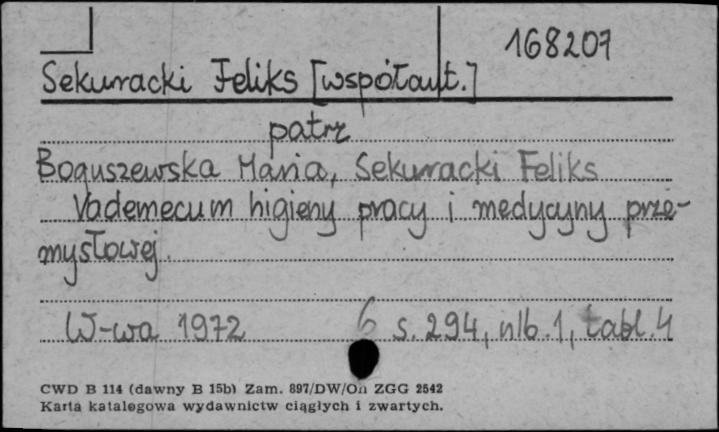 168207
Sekuracki Feliks [współaut.]
patrz
Boguszewska Maria, Sekuracki Feliks
Vademecum higieny pracy i medycyny prze-
mysłowej.
W-wa 1972 6 s. 294, nlb. 1, tabl. 4
CWD B 114 (dawny B 15b) Zam. 897/DW/On ZGG 2542
Karta katalogowa wydawnictw ciągłych i zwartych.